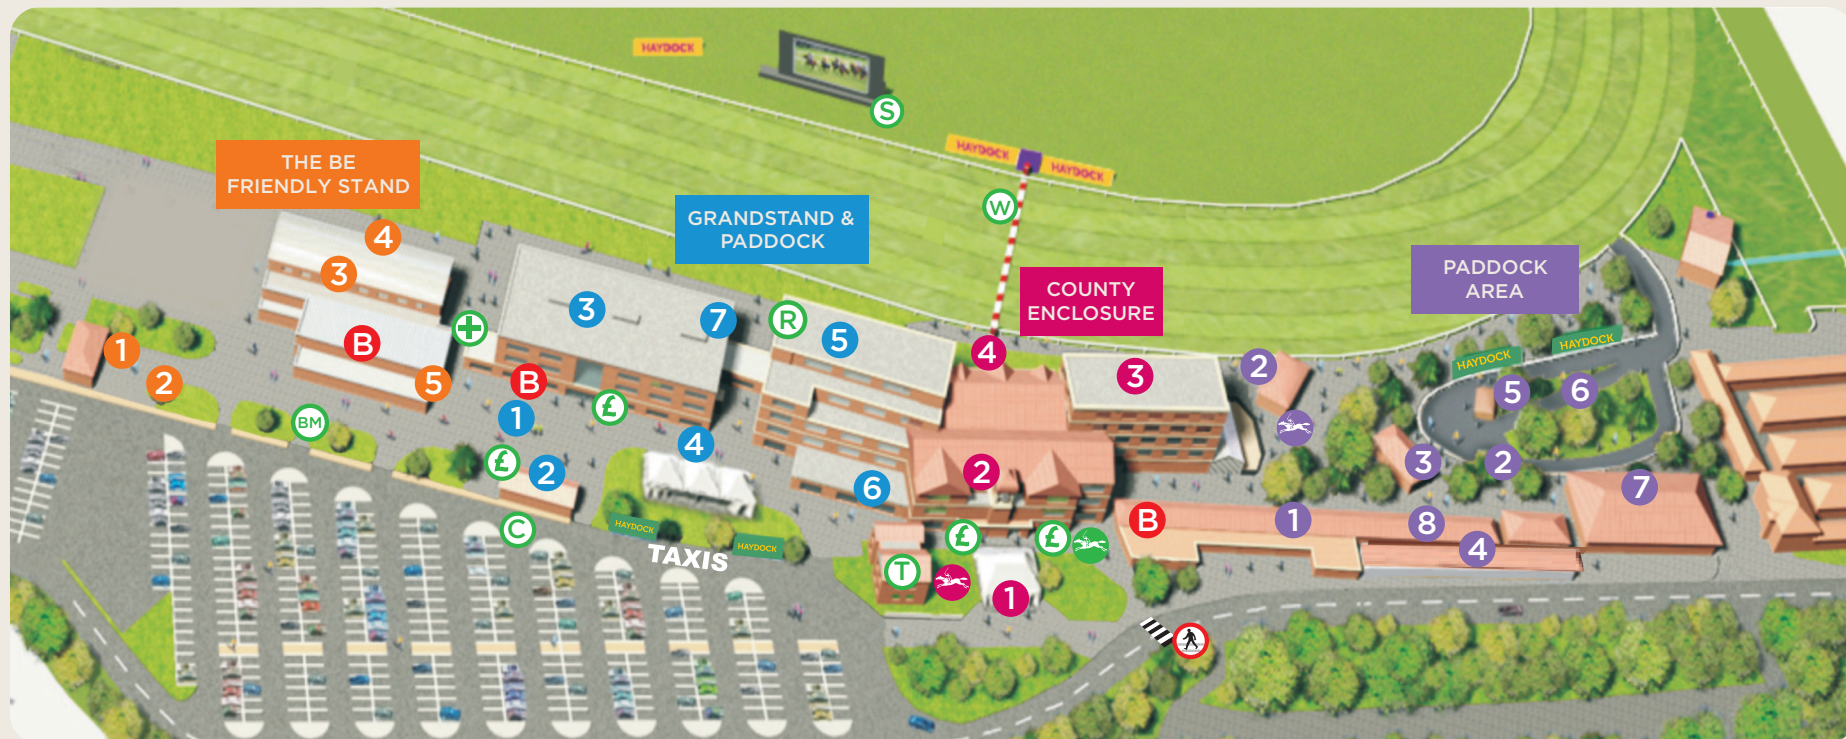 HAYDOCK
S
HAYDOCK
HAYDOCK
THE BE
FRIENDLY STAND
GRANDSTAND &
PADDOCK
W
COUNTY
ENCLOSURE
PADDOCK
AREA
4
3
3
7
R
5
B
1
2
5
B
1
BM
£
£
2
4
C
6
HAYDOCK
HAYDOCK
TAXIS
4
3
2
£
£
T
1
B
2
HAYDOCK
HAYDOCK
5
6
3
2
7
1
8
4